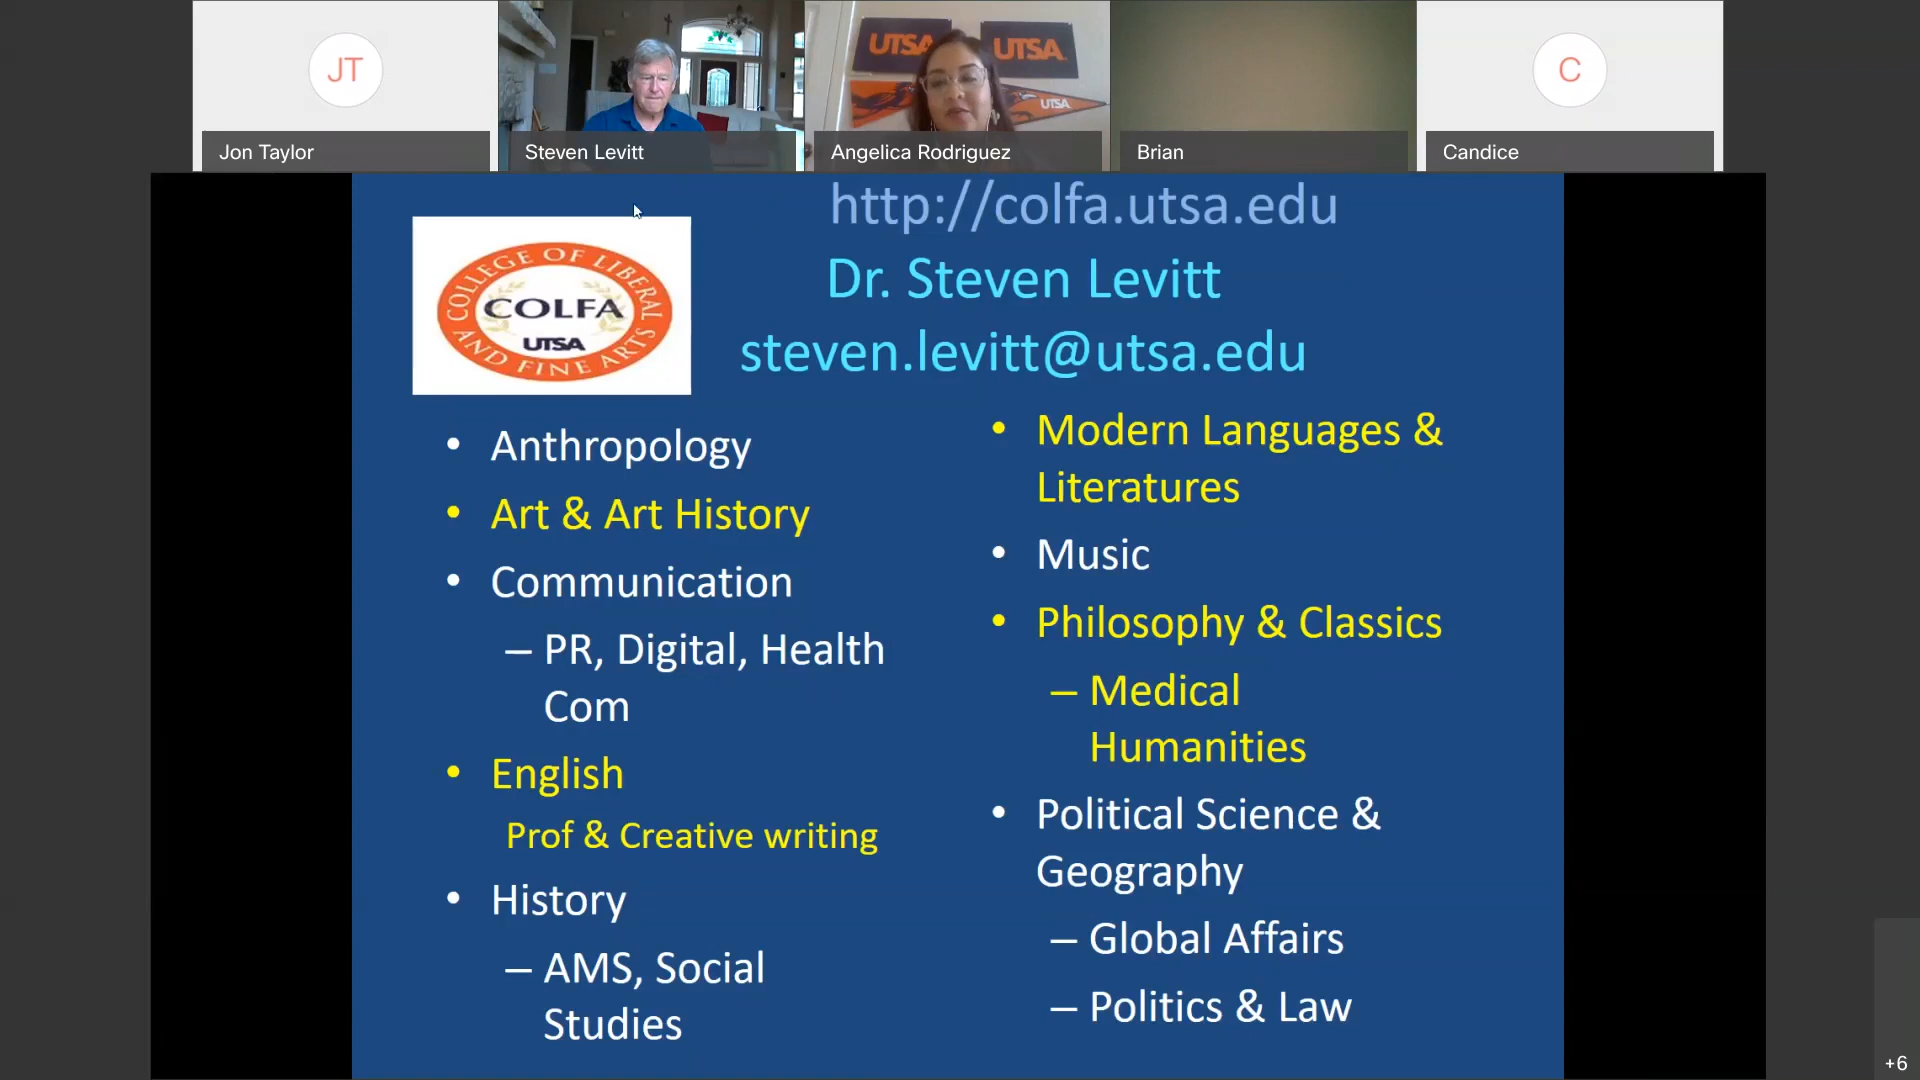 JT
C
UTSA
UTSA
UTSA
Jon Taylor
Steven Levitt
Angelica Rodriguez
Brian
Candice
http://colfa.utsa.edu
COLLEGE OF LIBERAL
COLFA
UTSA
AND FINE ARTS
Dr. Steven Levitt
steven.levitt@utsa.edu
• Anthropology
• Art & Art History
• Communication
– PR, Digital, Health
Com
• English
Prof & Creative writing
• History
– AMS, Social
Studies
• Modern Languages &
Literatures
• Music
• Philosophy & Classics
– Medical
Humanities
• Political Science &
Geography
– Global Affairs
– Politics & Law
+6